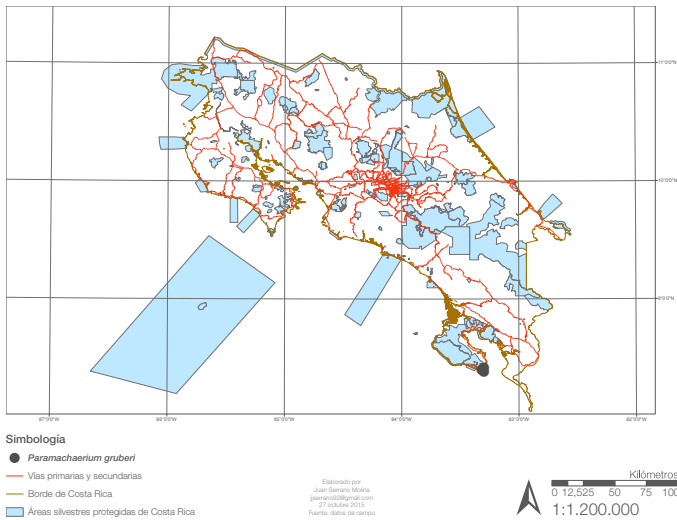 11°0'0"N
10°0'0"N
9°0'0"N
87°0'0"W 86°0'0"W 85°0'0"W 84°0'0"W 83°0'0"W 82°0'0"W
Simbología
Paramachaerium gruberi
Vías primarias y secundarias
Borde de Costa Rica
Áreas silvestres protegidas de Costa Rica
Elaborado por
Juan Serrano Molina
jjserrano92@gmail.com
27 octubre 2015
Fuente: datos de campo
Kilómetros
0 12,525 50 75 100
1:1.200.000